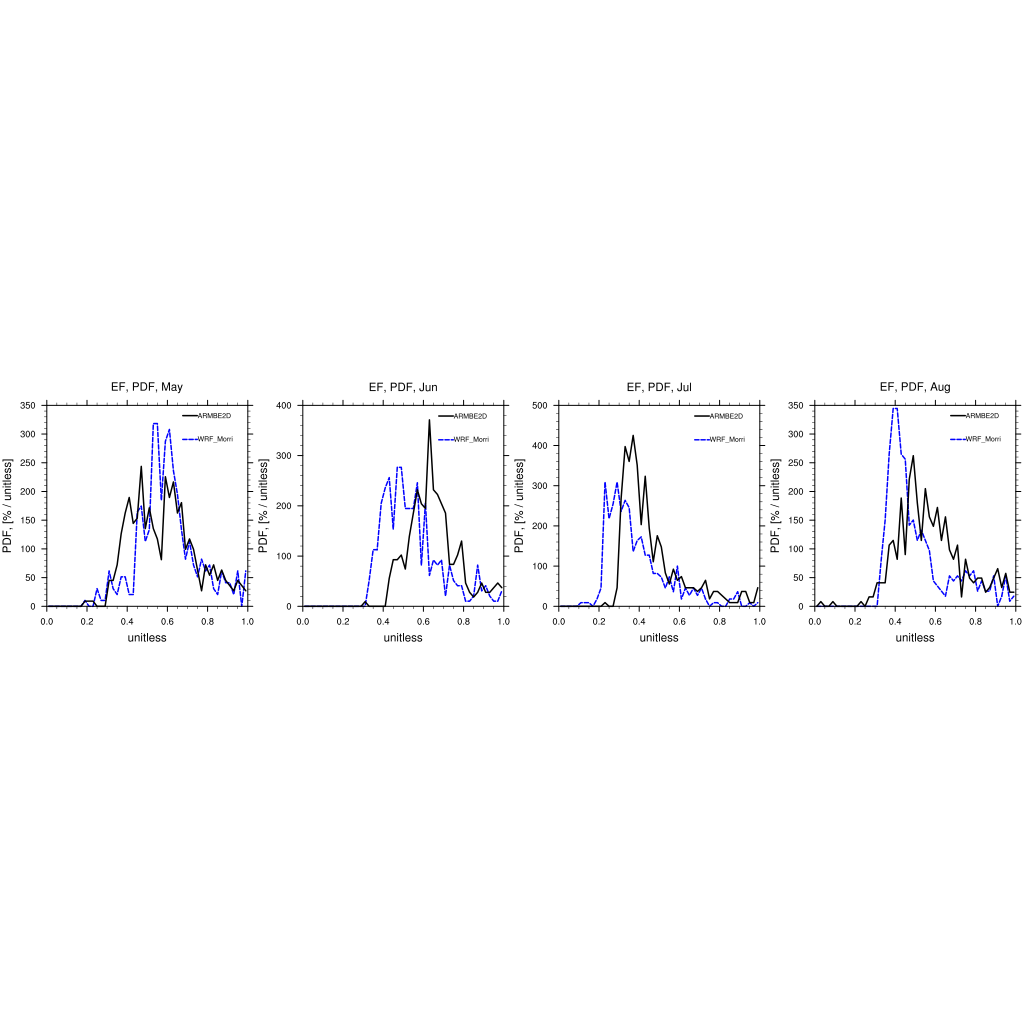 EF, PDF, May
350
300
250
200
150
100
50
0
PDF, [% / unitless]
ARMBE2D
WRF_Morri
0.0 0.2 0.4 0.6 0.8 1.0
unitless
EF, PDF, Jun
400
300
200
100
0
PDF, [% / unitless]
ARMBE2D
WRF_Morri
0.0 0.2 0.4 0.6 0.8 1.0
unitless
EF, PDF, Jul
500
400
300
200
100
0
PDF, [% / unitless]
ARMBE2D
WRF_Morri
0.0 0.2 0.4 0.6 0.8 1.0
unitless
EF, PDF, Aug
350
300
250
200
150
100
50
0
PDF, [% / unitless]
ARMBE2D
WRF_Morri
0.0 0.2 0.4 0.6 0.8 1.0
unitless